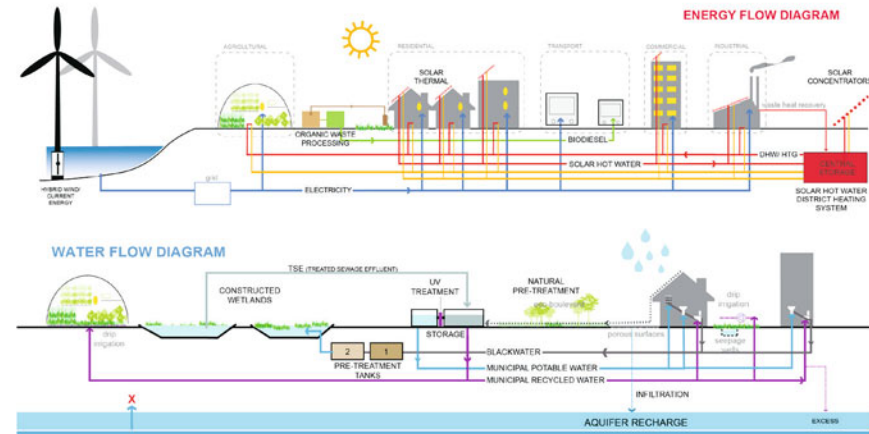 ENERGY FLOW DIAGRAM
AGRICULTURAL
RESIDENTIAL
TRANSPORT
COMMERCIAL
INDUSTRIAL
SOLAR
THERMAL
SOLAR
CONCENTRATORS
waste heat recovery
ORGANIC WASTE
PROCESSING
BIODIESEL
DHW/ HTG
SOLAR HOT WATER
CENTRAL
STORAGE
HYBRID WIND/
CURRENT
ENERGY
grid
ELECTRICITY
SOLAR HOT WATER
DISTRICT HEATING
SYSTEM
WATER FLOW DIAGRAM
TSE (TREATED SEWAGE EFFLUENT)
CONSTRUCTED
WETLANDS
UV
TREATMENT
NATURAL
PRE-TREATMENT
eco boulevard
drip
irrigation
drip
irrigation
STORAGE
porous surfaces
seepage
wells
2
1
BLACKWATER
PRE-TREATMENT
TANKS
MUNICIPAL POTABLE WATER
MUNICIPAL RECYCLED WATER
INFILTRATION
X
AQUIFER RECHARGE
EXCESS